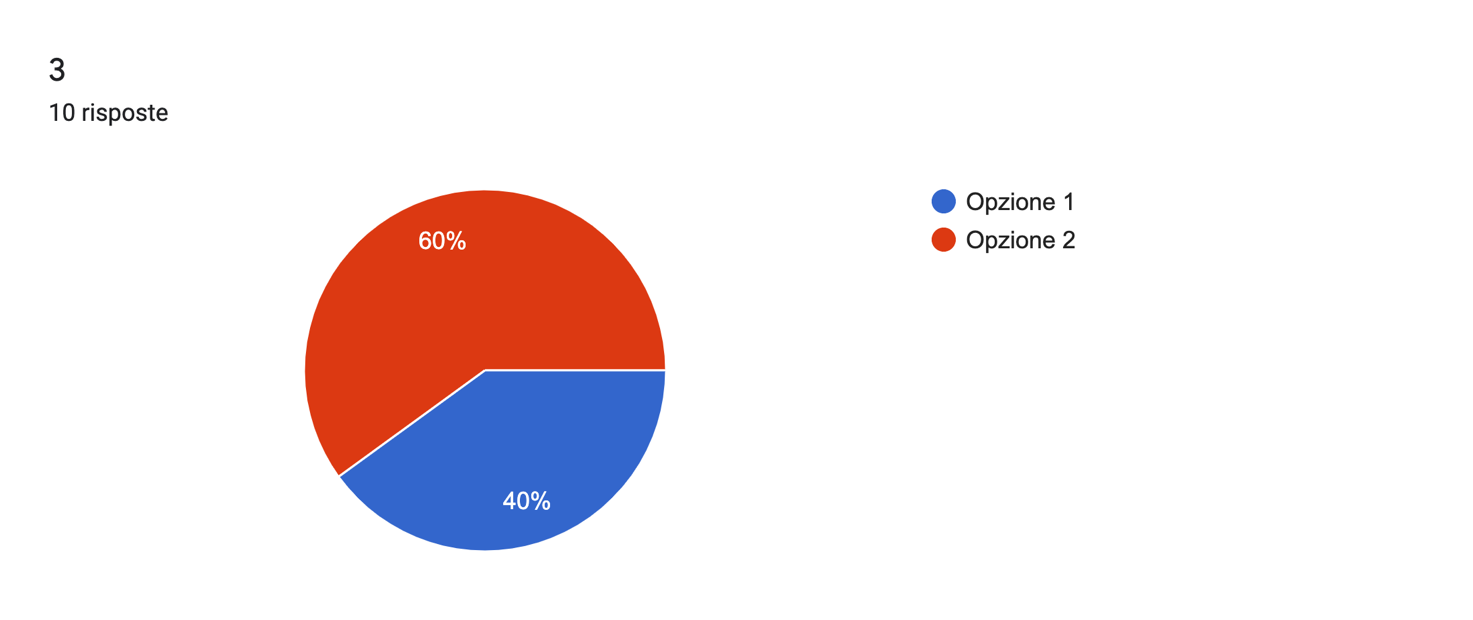 3
10 risposte
Opzione 1
Opzione 2
60%
40%